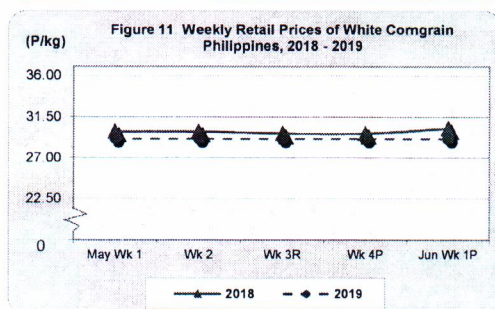 Figure 11 Weekly Retail Prices of White Corngrain
Philippines, 2018 - 2019
(P/kg)
36.00
31.50
27.00
22.50
0
May Wk 1 Wk 2 Wk 3R Wk 4P Jun Wk 1P
2018 2019